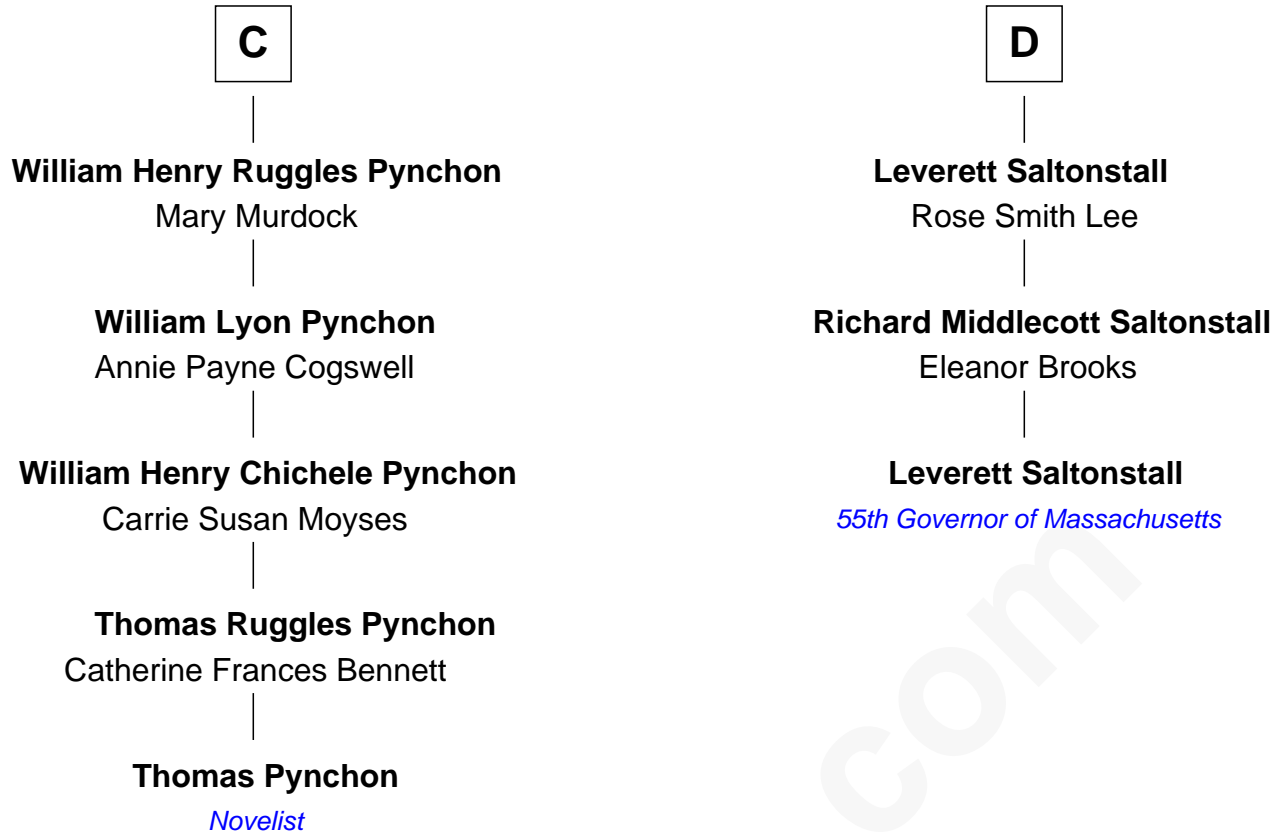 C
William Henry Ruggles Pynchon
Mary Murdock
William Lyon Pynchon
Annie Payne Cogswell
William Henry Chichele Pynchon
Carrie Susan Moyses
Thomas Ruggles Pynchon
Catherine Frances Bennett
Thomas Pynchon
Novelist
D
Leverett Saltonstall
Rose Smith Lee
Richard Middlecott Saltonstall
Eleanor Brooks
Leverett Saltonstall
55th Governor of Massachusetts
com